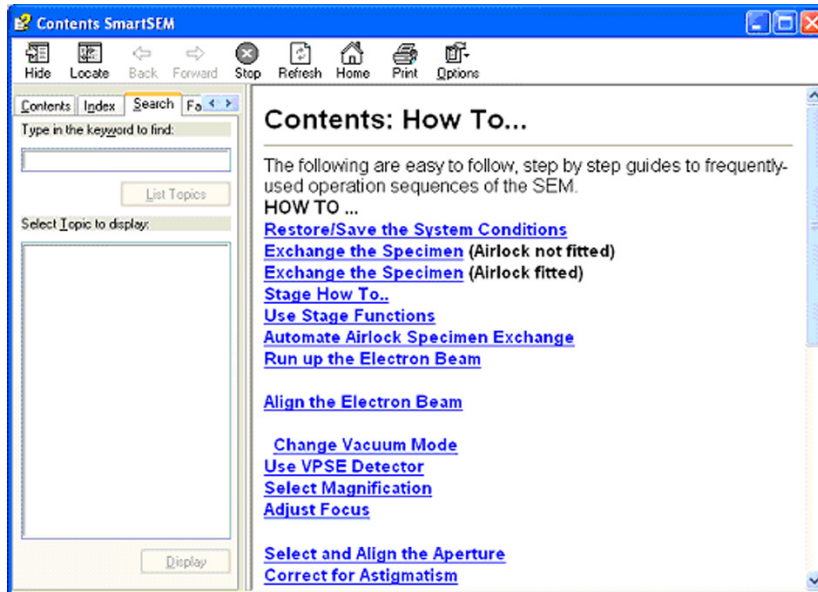 Contents SmartSEM
Hide Locate Back Forward Stop Refresh Home Print Options
Contents Index Search Fa
Type in the keyword to find:
List Topics
Select Topic to display:
Display
Contents: How To...
The following are easy to follow, step by step guides to frequently-
used operation sequences of the SEM.
HOW TO ...
Restore/Save the System Conditions
Exchange the Specimen (Airlock not fitted)
Exchange the Specimen (Airlock fitted)
Stage How To..
Use Stage Functions
Automate Airlock Specimen Exchange
Run up the Electron Beam
Align the Electron Beam
Change Vacuum Mode
Use VPSE Detector
Select Magnification
Adjust Focus
Select and Align the Aperture
Correct for Astigmatism